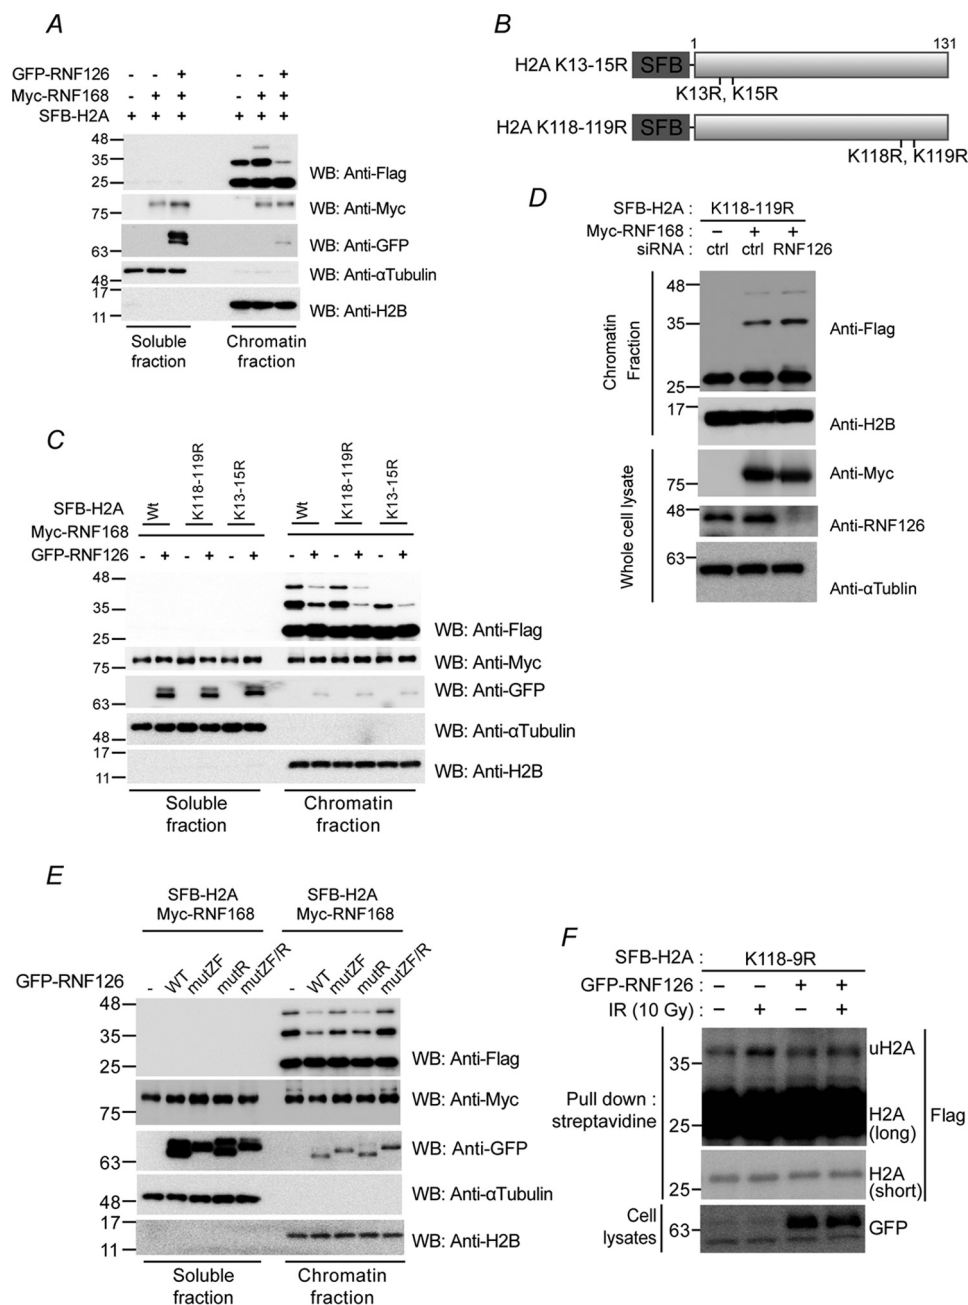 A
GFP-RNF126 - - + - - +
Myc-RNF168 - + + - + +
SFB-H2A + + + + + +
48
35
25
WB: Anti-Flag
75
WB: Anti-Myc
63
WB: Anti-GFP
48
WB: Anti-αTubulin
17
11
WB: Anti-H2B
Soluble fraction
Chromatin fraction
B
1 131
H2A K13-15R SFB
K13R, K15R
H2A K118-119R SFB
K118R, K119R
C
SFB-H2A Wt K118-119R K13-15R Wt K118-119R K13-15R
Myc-RNF168
GFP-RNF126 - + - + - + - + - + - +
48
35
25
WB: Anti-Flag
75
WB: Anti-Myc
63
WB: Anti-GFP
48
WB: Anti-αTubulin
17
11
WB: Anti-H2B
Soluble fraction
Chromatin fraction
D
SFB-H2A : K118-119R
Myc-RNF168 : – + +
siRNA : ctrl ctrl RNF126
Chromatin Fraction
48
35
25
Anti-Flag
17
Anti-H2B
Whole cell lysate
75
Anti-Myc
48
Anti-RNF126
63
Anti-αTublin
E
SFB-H2A SFB-H2A
Myc-RNF168 Myc-RNF168
GFP-RNF126 - WT mutZF mutR mutZF/R - WT mutZF mutR mutZF/R
48
35
25
WB: Anti-Flag
75
WB: Anti-Myc
63
WB: Anti-GFP
48
WB: Anti-αTubulin
17
11
WB: Anti-H2B
Soluble fraction
Chromatin fraction
F
SFB-H2A : K118-9R
GFP-RNF126 : – – + +
IR (10 Gy) : – + – +
Pull down : streptavidine
35
uH2A
25
H2A (long)
Flag
25
H2A (short)
Cell lysates
63
GFP